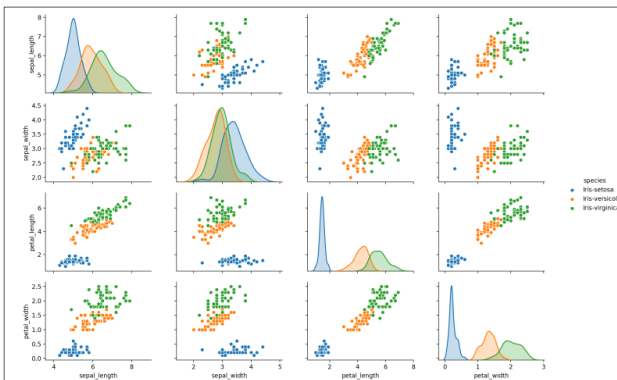 8
7
6
5
sepal_length
4.5
4.0
3.5
3.0
2.5
2.0
sepal_width
6
4
2
petal_length
2.5
2.0
1.5
1.0
0.5
0.0
petal_width
4 6 8
sepal_length
2 3 4 5
sepal_width
2 4 6 8
petal_length
0 1 2 3
petal_width
species
Iris-setosa
Iris-versicol
Iris-virginic